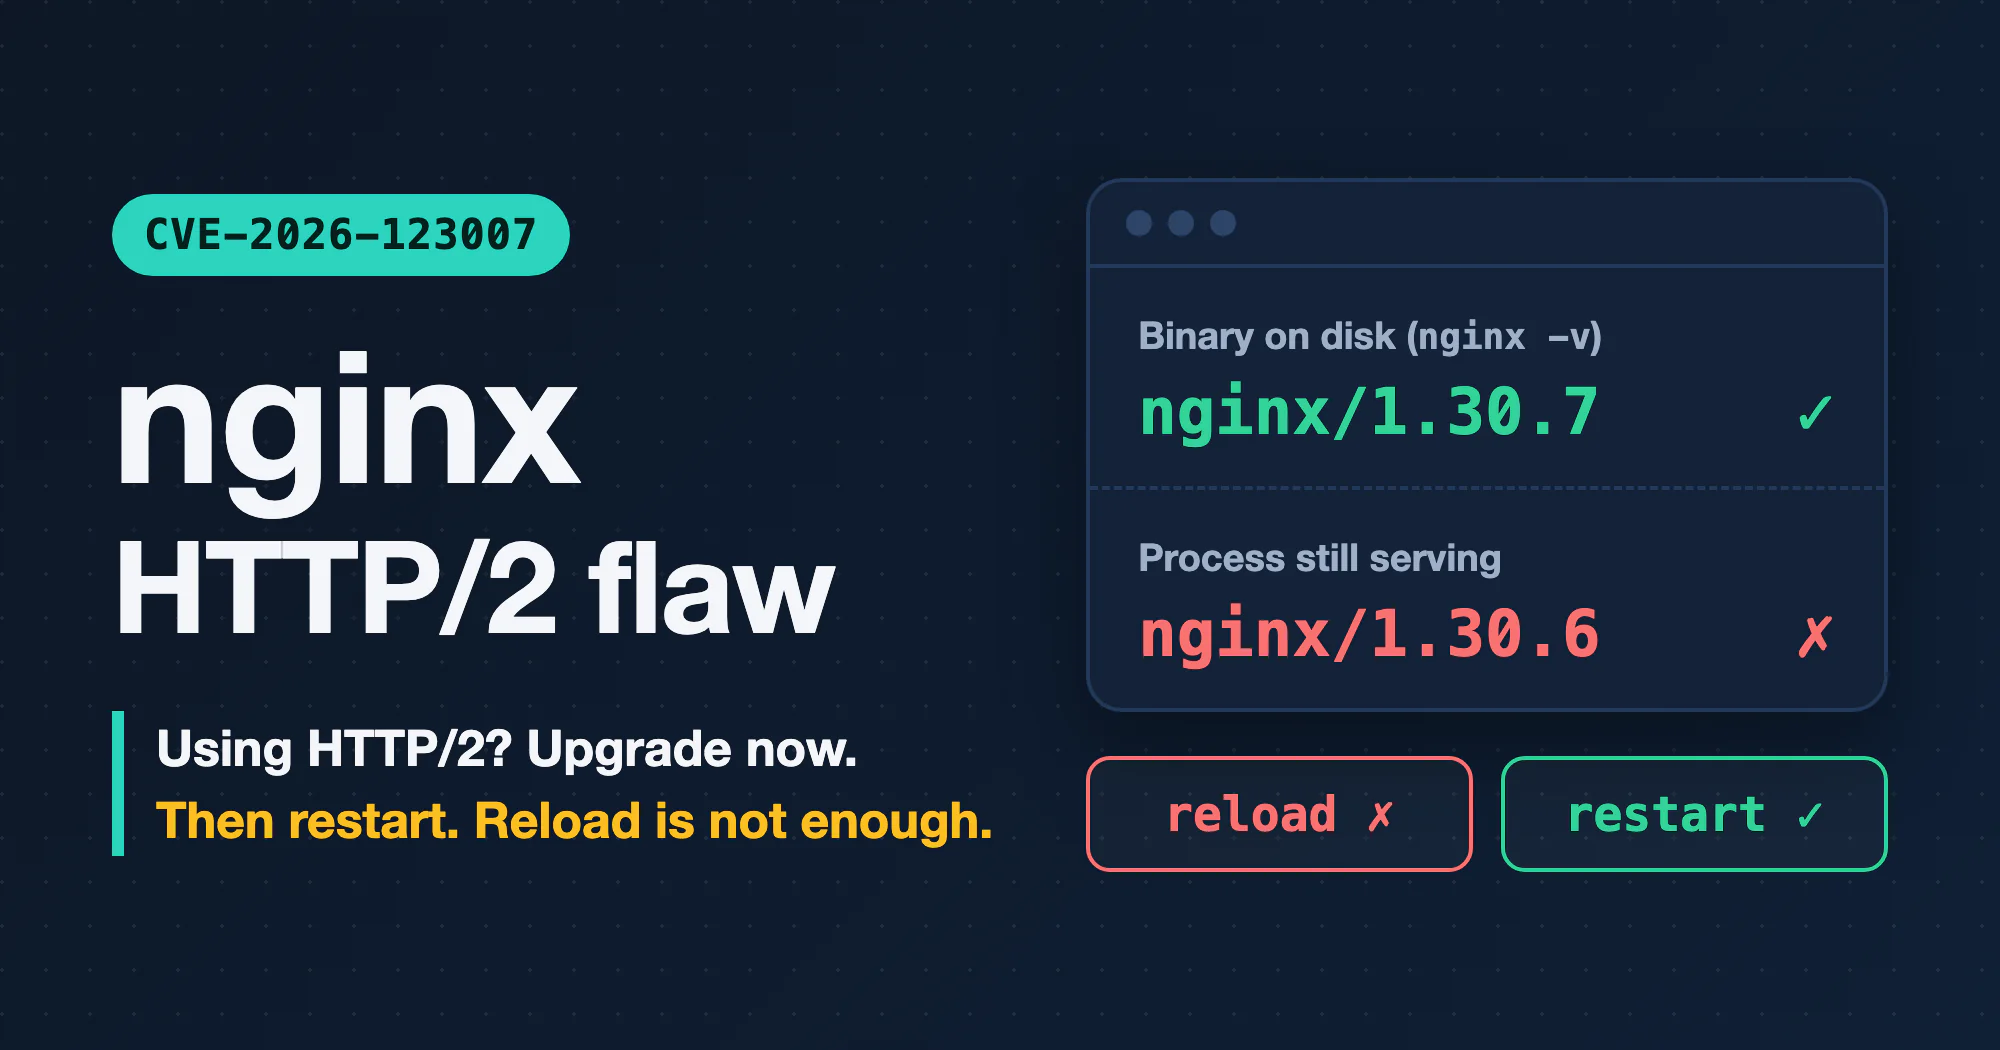 CVE-2026-123007
nginx
HTTP/2 flaw
Using HTTP/2? Upgrade now.
Then restart. Reload is not enough.
Binary on disk (nginx -v)
nginx/1.30.7 ✓
Process still serving
nginx/1.30.6 ✗
reload ✗
restart ✓